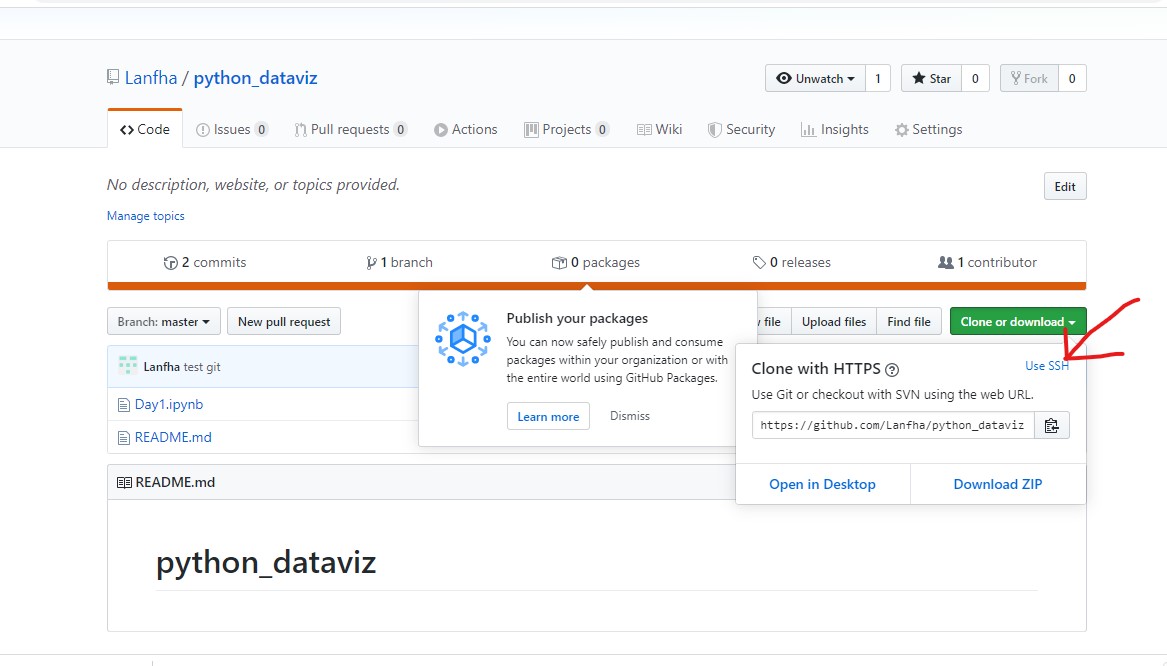 Lanfha / python_dataviz
Unwatch 1 Star 0 Fork 0
Code Issues 0 Pull requests 0 Actions Projects 0 Wiki Security Insights Settings
No description, website, or topics provided.
Edit
Manage topics
2 commits 1 branch 0 packages 0 releases 1 contributor
Branch: master New pull request
file Upload files Find file Clone or download
Publish your packages
You can now safely publish and consume
packages within your organization or with
the entire world using GitHub Packages.
Learn more Dismiss
Clone with HTTPS Use SSH
Use Git or checkout with SVN using the web URL.
https://github.com/Lanfha/python_dataviz
Open in Desktop Download ZIP
Lanfha test git
Day1.ipynb
README.md
README.md
python_dataviz